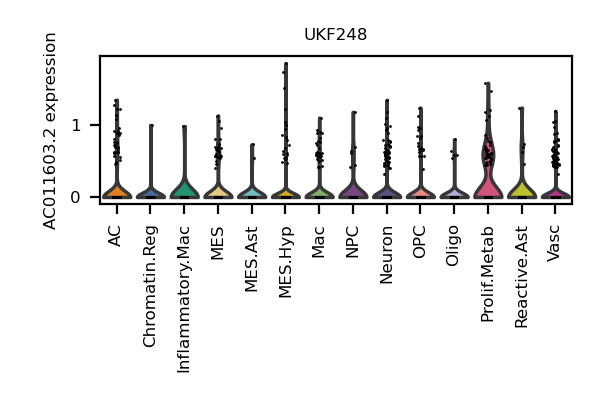 UKF248
AC011603.2 expression
1
0
AC
Chromatin.Reg
Inflammatory.Mac
MES
MES.Ast
MES.Hyp
Mac
NPC
Neuron
OPC
Oligo
Prolif.Metab
Reactive.Ast
Vasc